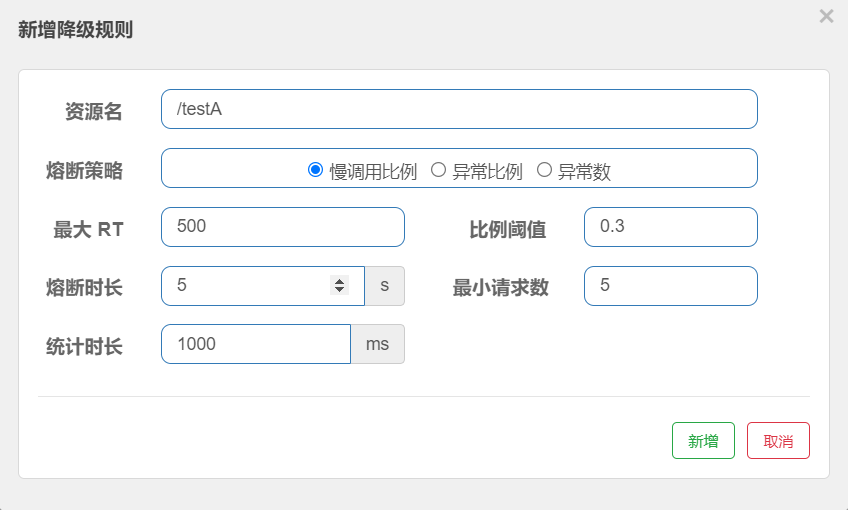 新增降级规则 ×
资源名 /testA
熔断策略 慢调用比例 异常比例 异常数
最大 RT 500 比例阈值 0.3
熔断时长 5 s 最小请求数 5
统计时长 1000 ms
新增 取消